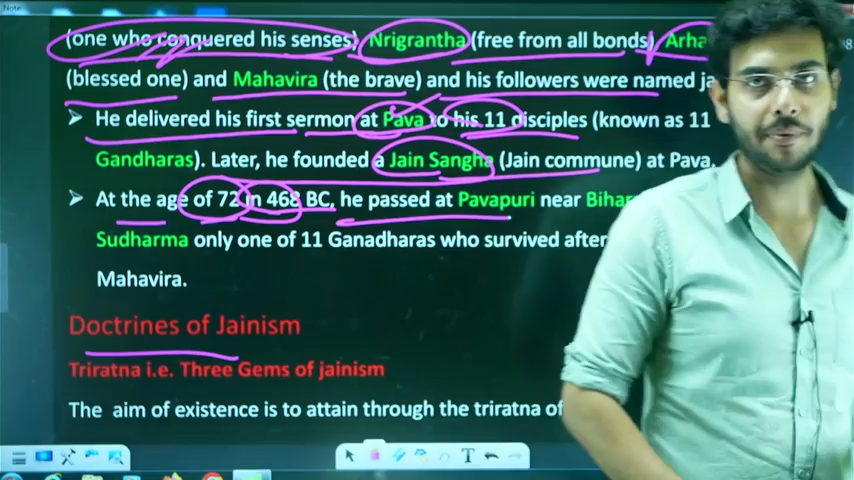 Note
(one who conquered his senses) Nrigrantha (free from all bonds), Arha
(blessed one) and Mahavira (the brave) and his followers were named ja
➤ He delivered his first sermon at Pava to his 11 disciples (known as 11
Gandharas). Later, he founded a Jain Sangha (Jain commune) at Pava.
➤ At the age of 72 in 468 BC, he passed at Pavapuri near Bihar
Sudharma only one of 11 Ganadharas who survived after
Mahavira.
Doctrines of Jainism
Triratna i.e. Three Gems of jainism
The aim of existence is to attain through the triratna of
T